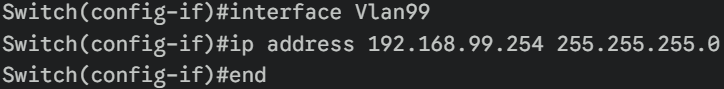 Switch(config-if)#interface Vlan99
Switch(config-if)#ip address 192.168.99.254 255.255.255.0
Switch(config-if)#end